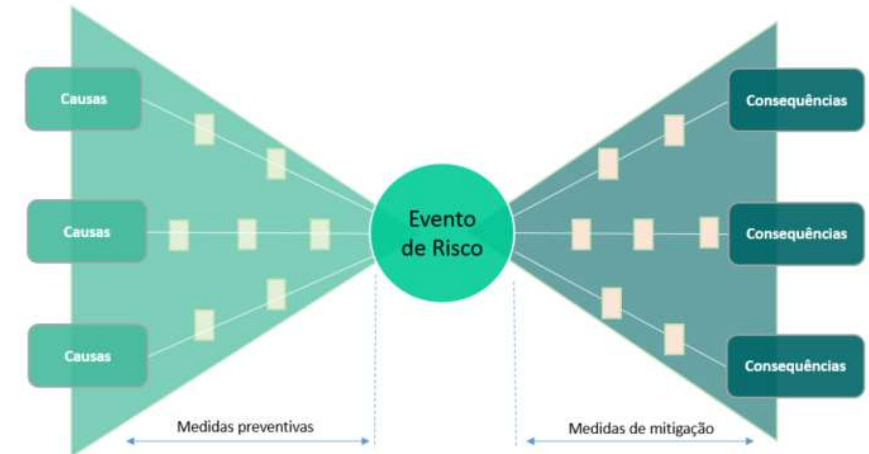 Causas
Consequências
Causas
Evento
de Risco
Consequências
Causas
Consequências
Medidas preventivas
Medidas de mitigação